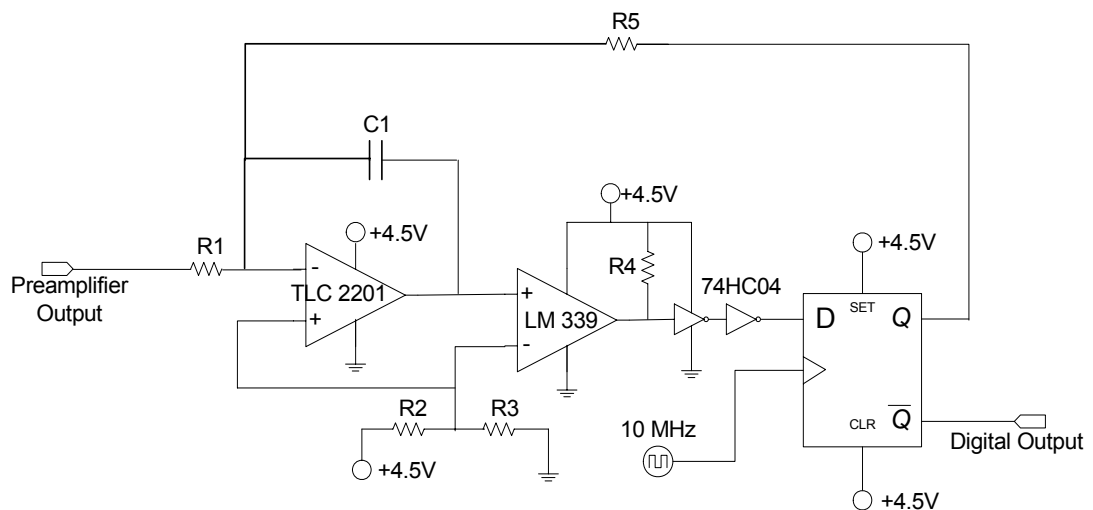 R5
C1
+4.5V
+4.5V
+4.5V
R1
Preamplifier
Output
-
+
TLC 2201
R4
74HC04
+
-
LM 339
D
SET
Q
CLR
Q
R2
R3
10 MHz
Digital Output
+4.5V
+4.5V